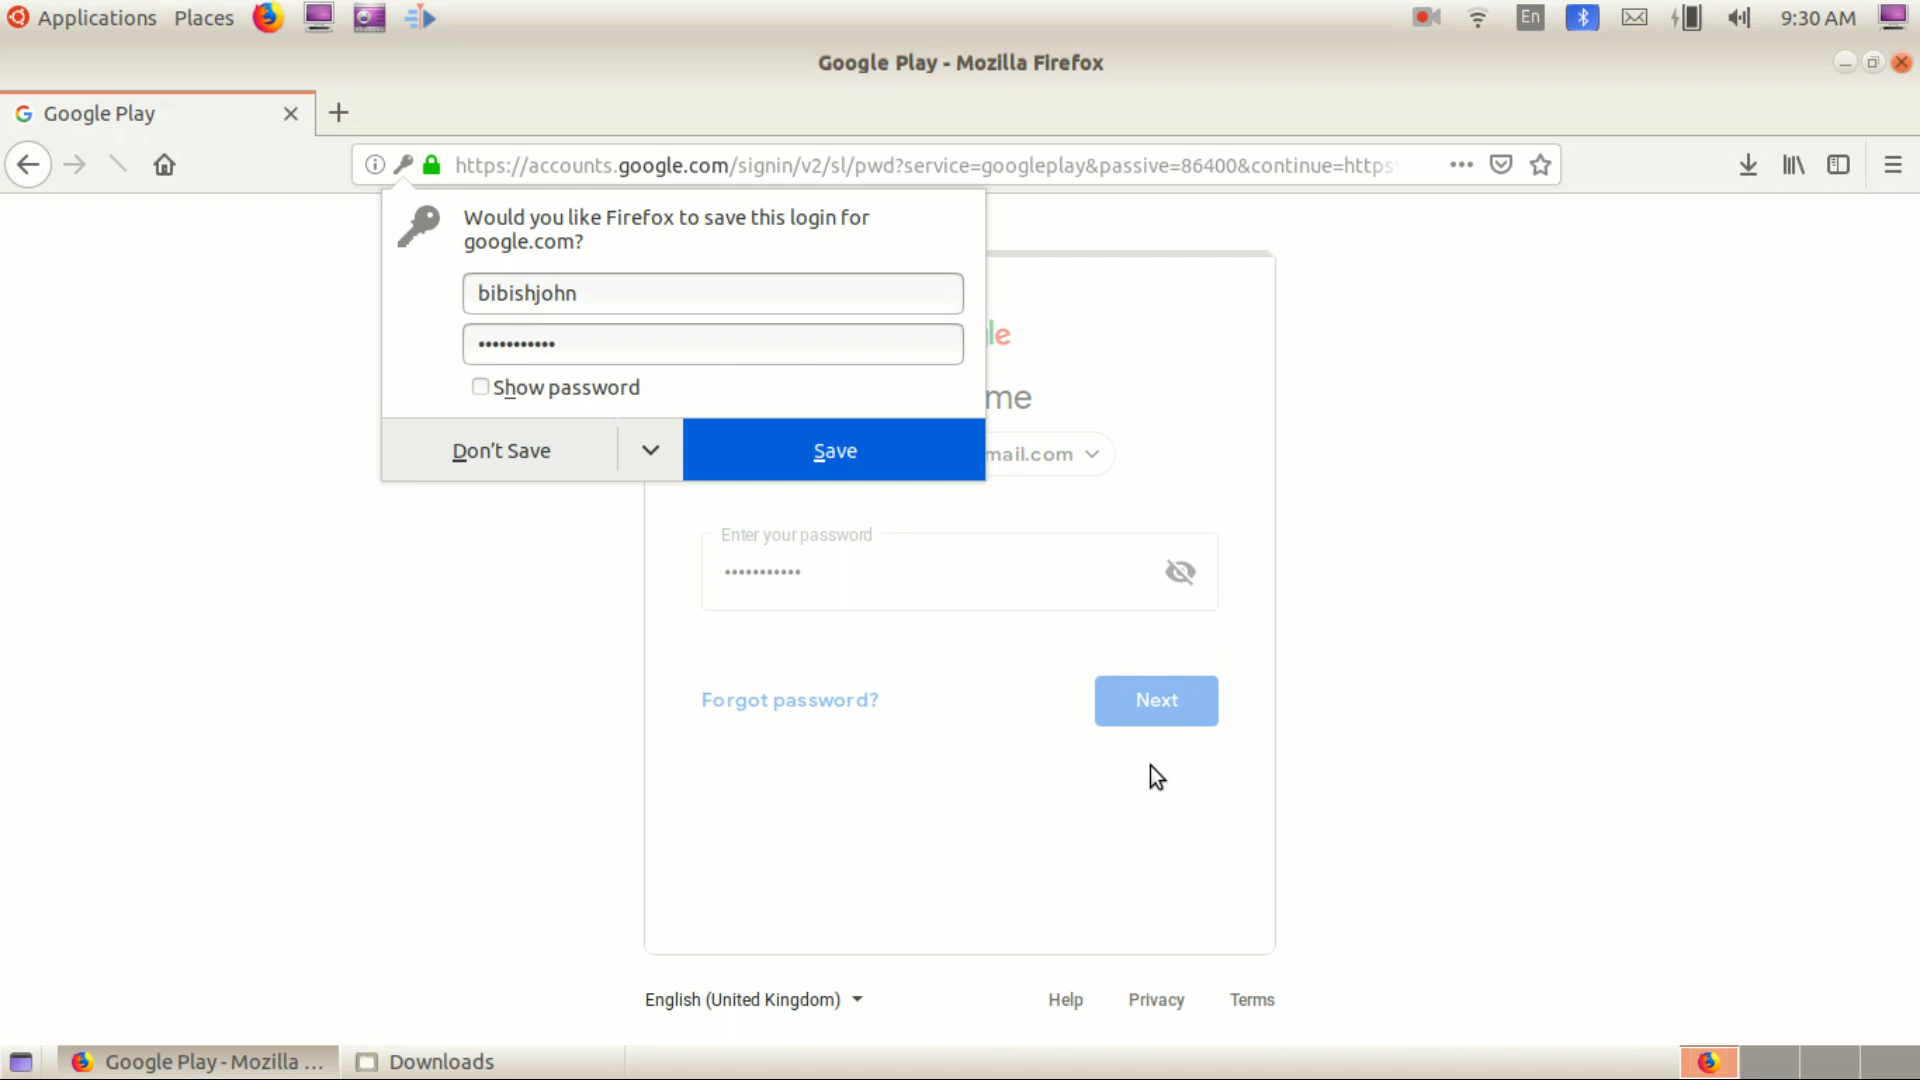 Applications Places En 9:30 AM
Google Play - Mozilla Firefox
Google Play
https://accounts.google.com/signin/v2/sl/pwd?service=googleplay&passive=86400&continue=https
Would you like Firefox to save this login for
google.com?
bibishjohn
•••••••••••
Show password
Don't Save Save
le
me
mail.com
Enter your password
•••••••••••
Forgot password? Next
English (United Kingdom) Help Privacy Terms
Google Play - Mozilla ... Downloads